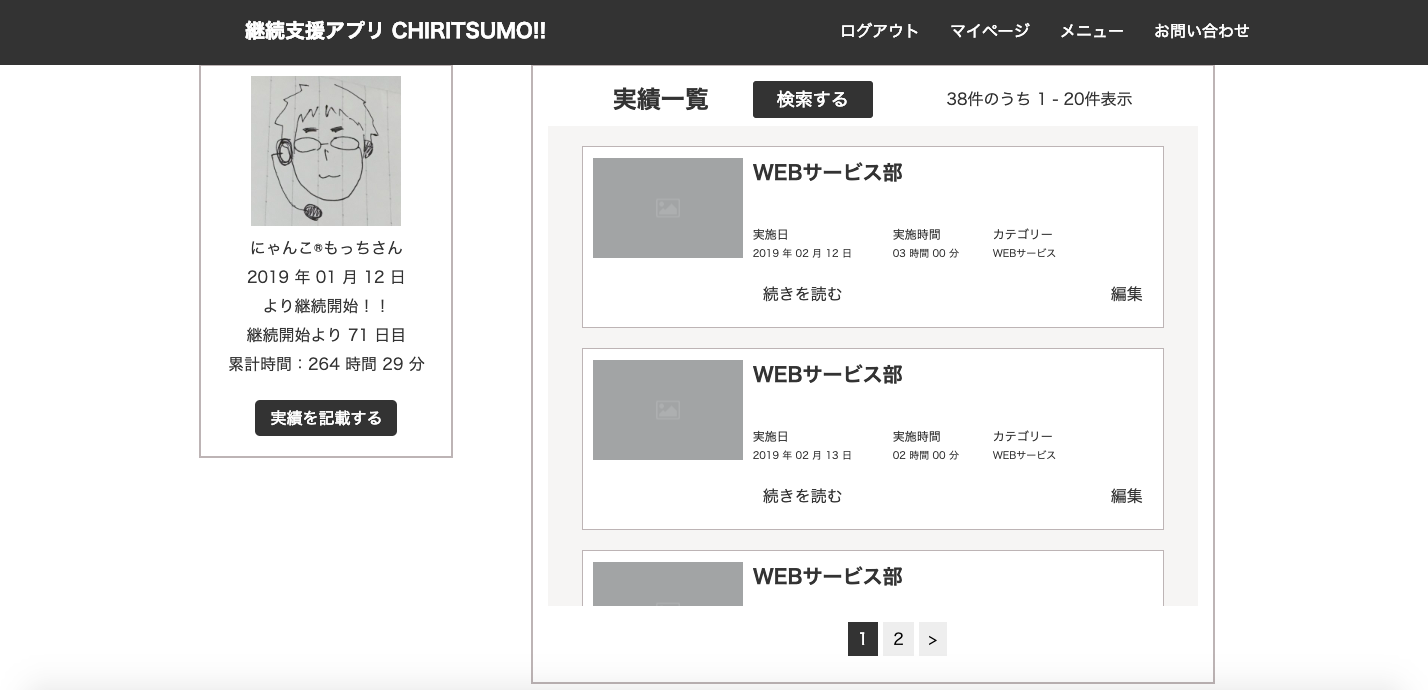 継続支援アプリ CHIRITSUMO!!
ログアウト マイページ メニュー お問い合わせ
にゃんこ®もっちさん
2019 年 01 月 12 日
より継続開始！！
継続開始より 71 日目
累計時間：264 時間 29 分
実績を記載する
実績一覧 検索する 38件のうち 1 - 20件表示
WEBサービス部
実施日 実施時間 カテゴリー
2019 年 02 月 12 日 03 時間 00 分 WEBサービス
続きを読む 編集
WEBサービス部
実施日 実施時間 カテゴリー
2019 年 02 月 13 日 02 時間 00 分 WEBサービス
続きを読む 編集
WEBサービス部
1 2 >